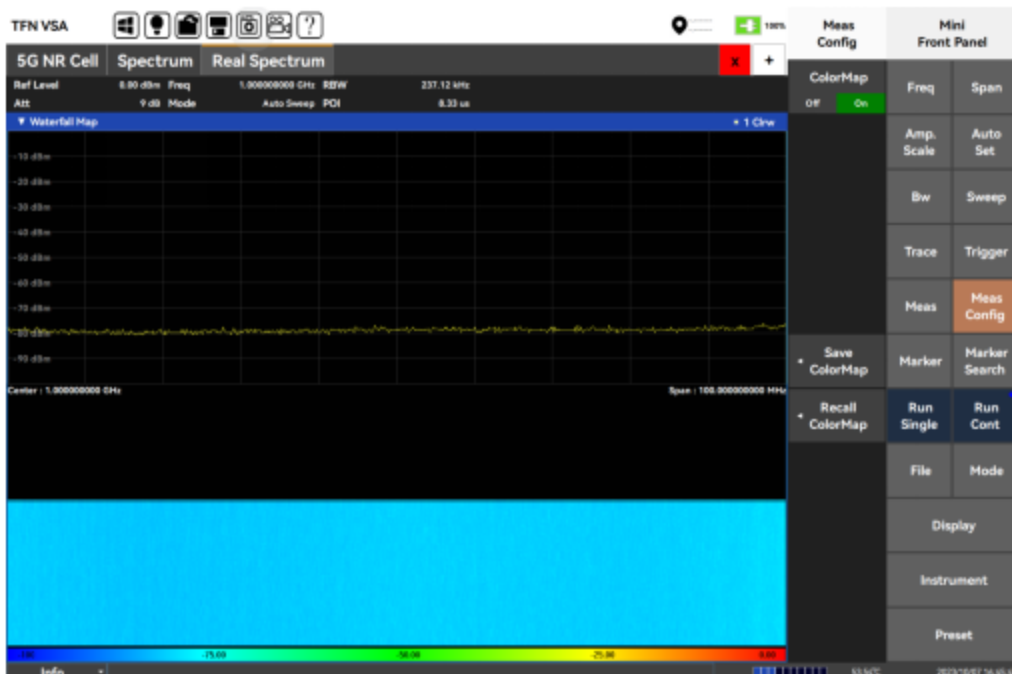 TFN VSA
100%
Meas Config
Mini Front Panel
5G NR Cell Spectrum Real Spectrum x +
Ref Level 0.00 dBm Freq 1.000000000 GHz RBW 237.12 kHz
Att 9 dB Mode Auto Sweep POI 8.33 us
▼ Waterfall Map 1 Clrw
-10 dBm
-20 dBm
-30 dBm
-40 dBm
-50 dBm
-60 dBm
-70 dBm
-80 dBm
-90 dBm
Center : 1.000000000 GHz Span : 100.000000000 MHz
-75.00 -50.00 -25.00 0.00
Info
ColorMap
Off On
Save ColorMap
Recall ColorMap
Freq Span
Amp. Scale Auto Set
Bw Sweep
Trace Trigger
Meas Meas Config
Marker Marker Search
Run Single Run Cont
File Mode
Display
Instrument
Preset